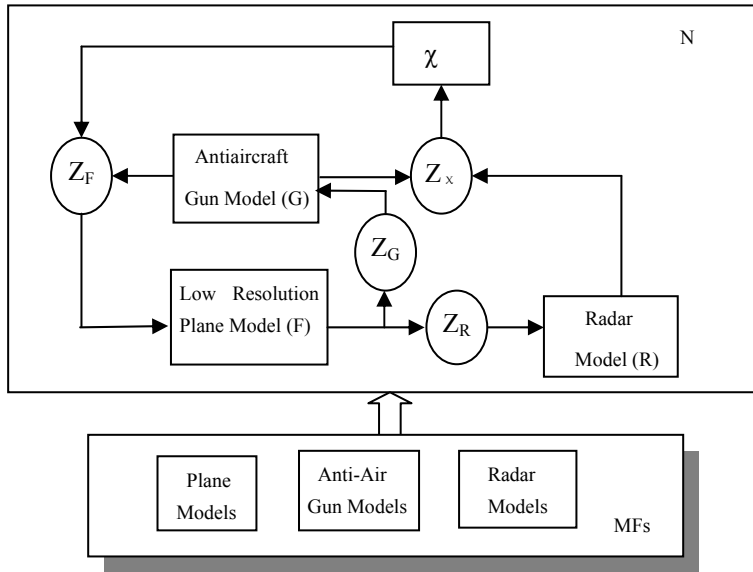 N
χ
Z_F
Antiaircraft
Gun Model (G)
Z_x
Z_G
Low Resolution
Plane Model (F)
Z_R
Radar
Model (R)
Plane
Models
Anti-Air
Gun Models
Radar
Models
MFs